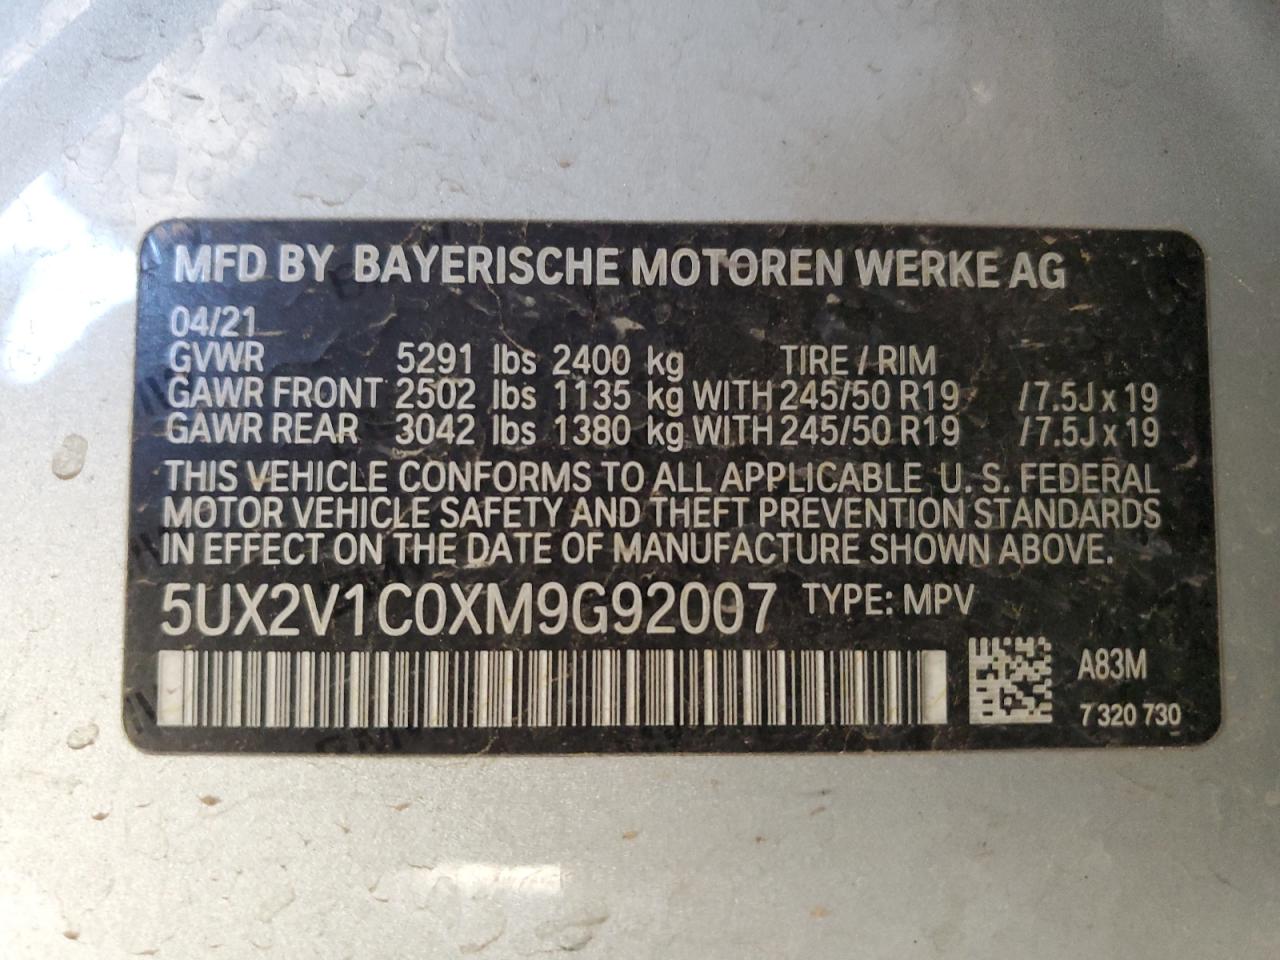 MFD BY BAYERISCHE MOTOREN WERKE AG
04/21
GVWR 5291 lbs 2400 kg TIRE / RIM
GAWR FRONT 2502 lbs 1135 kg WITH 245/50 R19 /7.5J x 19
GAWR REAR 3042 lbs 1380 kg WITH 245/50 R19 /7.5J x 19
THIS VEHICLE CONFORMS TO ALL APPLICABLE U. S. FEDERAL
MOTOR VEHICLE SAFETY AND THEFT PREVENTION STANDARDS
IN EFFECT ON THE DATE OF MANUFACTURE SHOWN ABOVE.
5UX2V1C0XM9G92007 TYPE: MPV
A83M
7 320 730